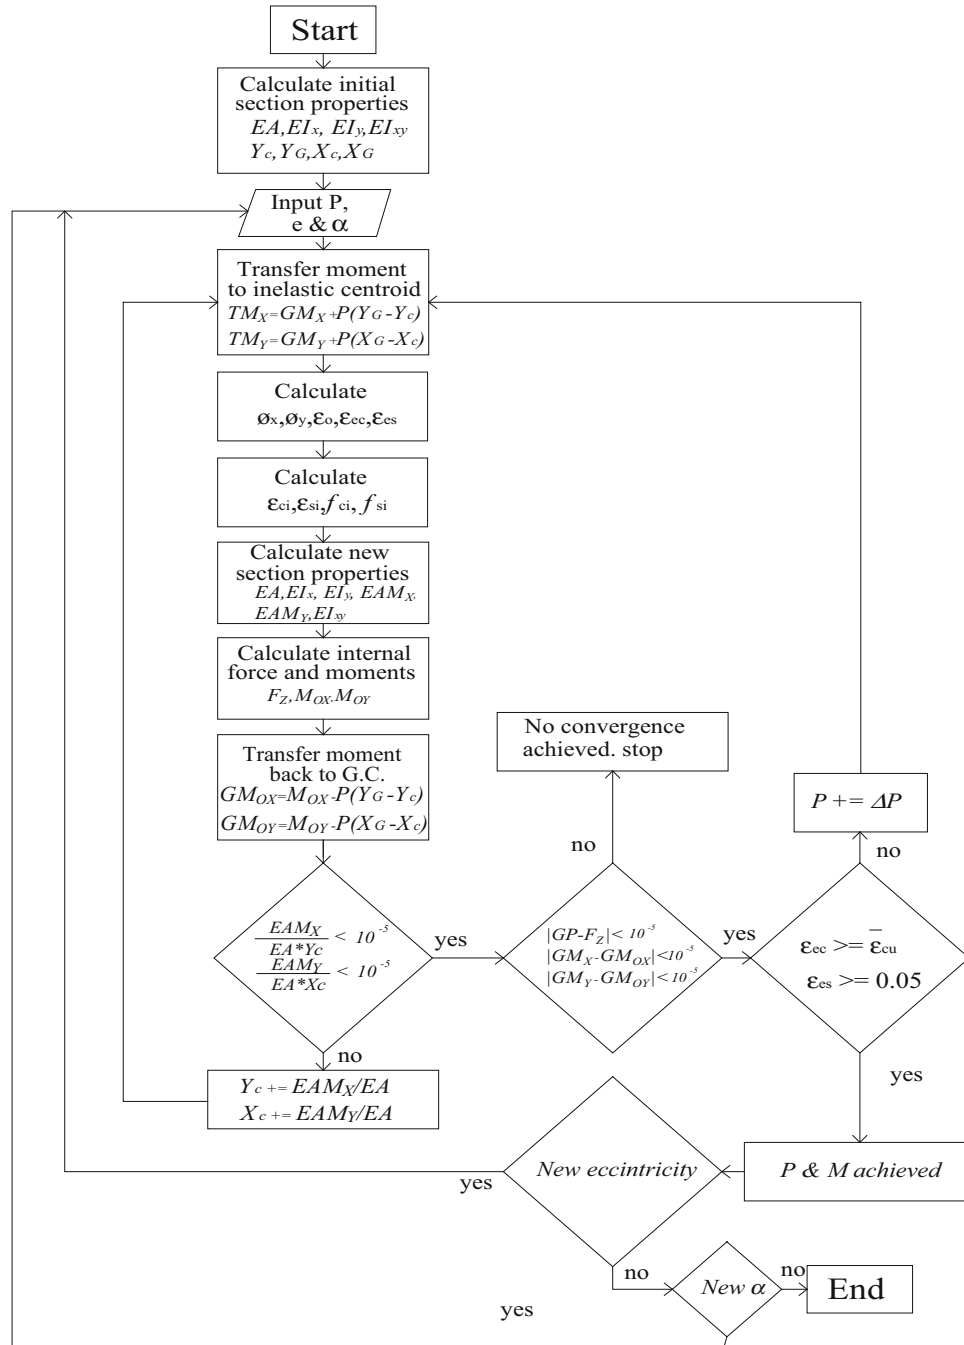 Start
Calculate initial
section properties
EA,EIx, EIy,EIxy
Yc,YG,Xc,XG
Input P,
e & α
Transfer moment
to inelastic centroid
TMX=GMX+P(YG-Yc)
TMY=GMY+P(XG-Xc)
Calculate
øx,øy,εo,εec,εes
Calculate
εci,εsi,fci, fsi
Calculate new
section properties
EA,EIx, EIy, EAMX,
EAMY,EIxy
Calculate internal
force and moments
FZ,MOX,MOY
Transfer moment
back to G.C.
GMOX=MOX-P(YG-Yc)
GMOY=MOY-P(XG-Xc)
EAMX/EA*Yc < 10^-5
EAMY/EA*Xc < 10^-5
yes
no
Yc += EAMX/EA
Xc += EAMY/EA
No convergence
achieved. stop
no
|GP-FZ|< 10^-5
|GMX-GMOX|<10^-5
|GMY-GMOY|<10^-5
yes
P += ΔP
no
εec >= ε̄cu
εes >= 0.05
yes
P & M achieved
New eccintricity
yes
no
New α
no
End
yes